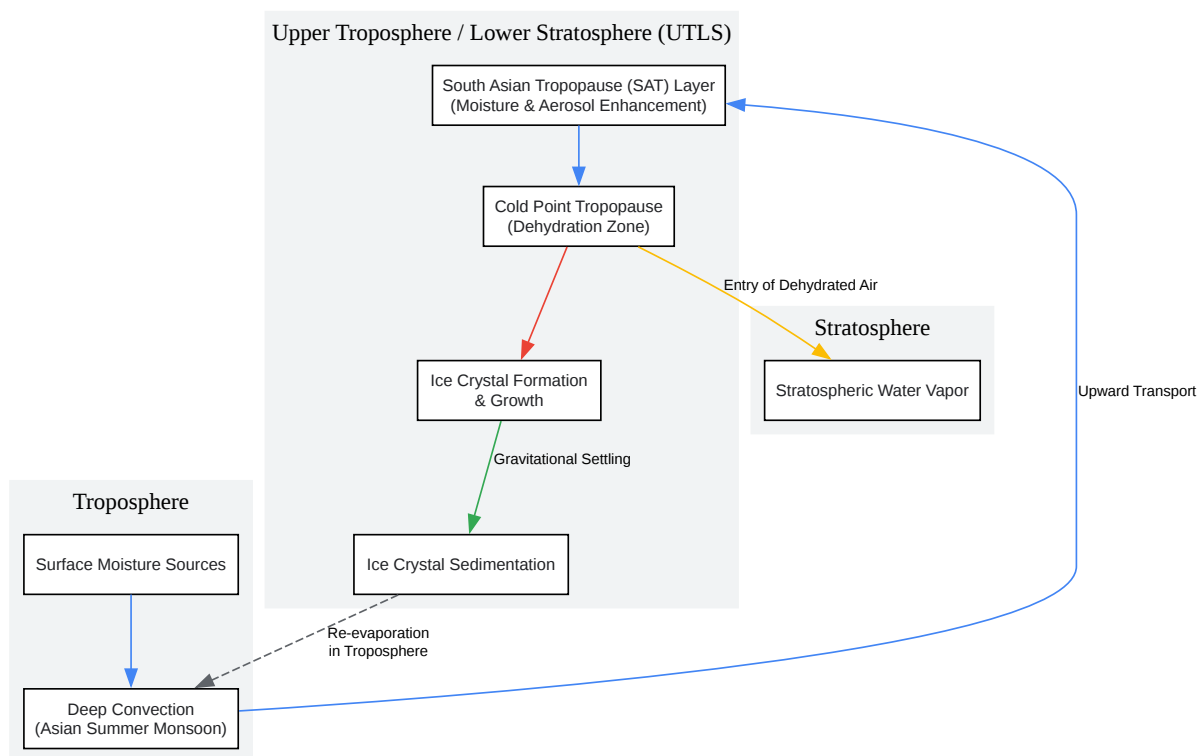 Upper Troposphere / Lower Stratosphere (UTLS)
South Asian Tropopause (SAT) Layer
(Moisture & Aerosol Enhancement)
Cold Point Tropopause
(Dehydration Zone)
Entry of Dehydrated Air
Stratosphere
Stratospheric Water Vapor
Upward Transport
Ice Crystal Formation
& Growth
Gravitational Settling
Ice Crystal Sedimentation
Troposphere
Surface Moisture Sources
Re-evaporation
in Troposphere
Deep Convection
(Asian Summer Monsoon)